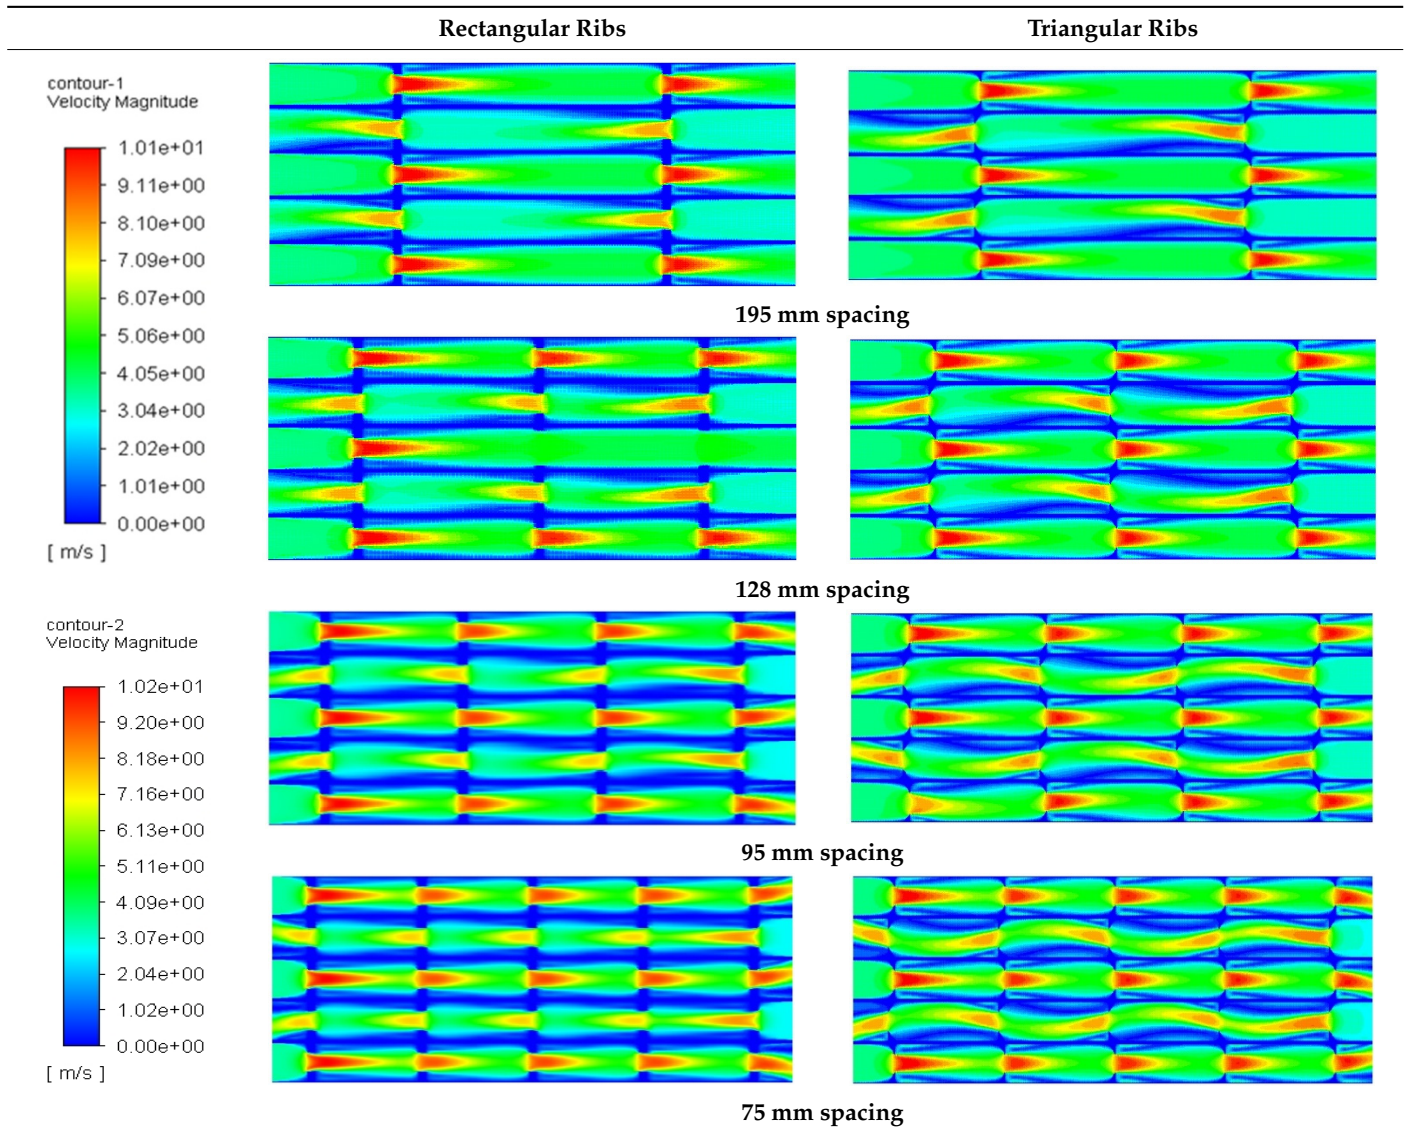 Rectangular Ribs
Triangular Ribs
contour-1
Velocity Magnitude
1.01e+01
9.11e+00
8.10e+00
7.09e+00
6.07e+00
5.06e+00
4.05e+00
3.04e+00
2.02e+00
1.01e+00
0.00e+00
[ m/s ]
195 mm spacing
128 mm spacing
contour-2
Velocity Magnitude
1.02e+01
9.20e+00
8.18e+00
7.16e+00
6.13e+00
5.11e+00
4.09e+00
3.07e+00
2.04e+00
1.02e+00
0.00e+00
[ m/s ]
95 mm spacing
75 mm spacing